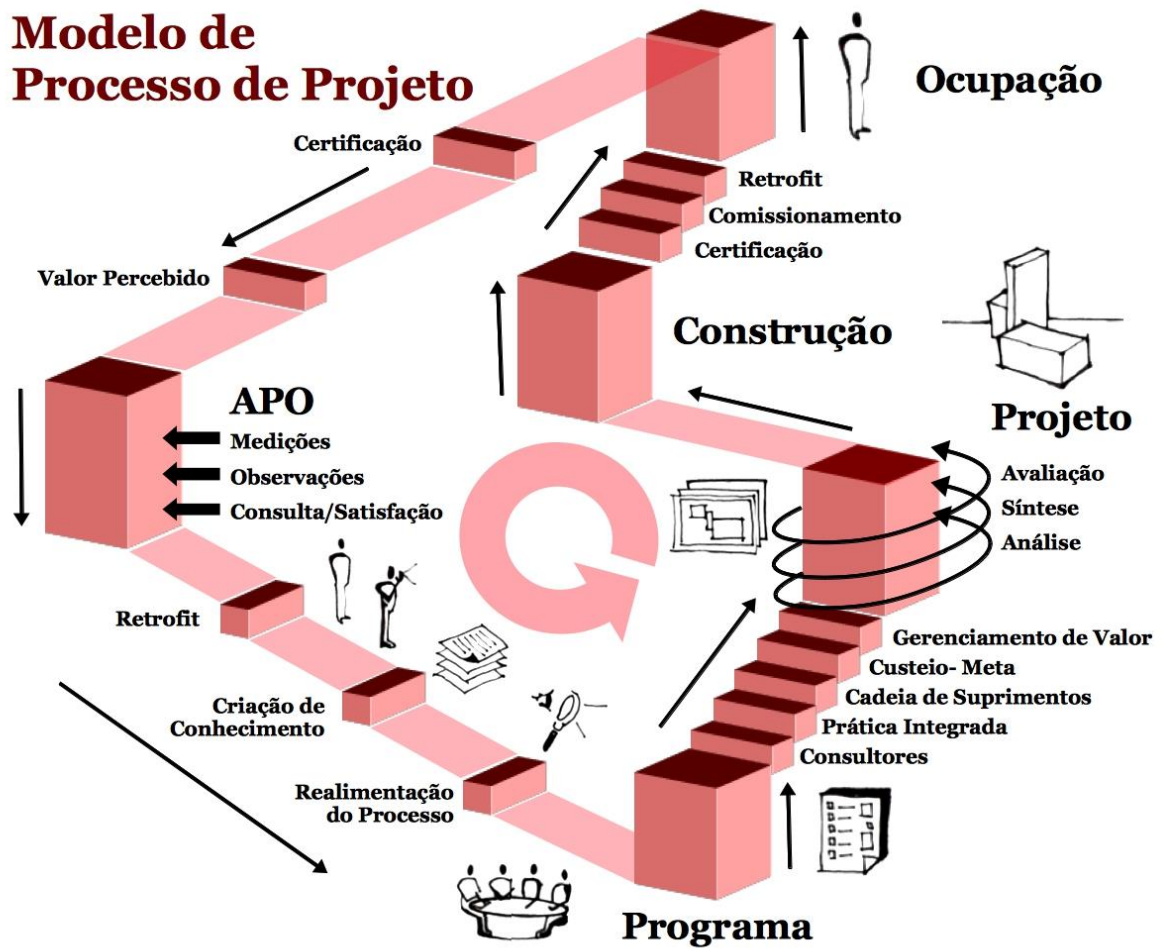 Modelo de
Processo de Projeto
Ocupação
Certificação
Retrofit
Comissionamento
Certificação
Valor Percebido
Construção
Projeto
APO
Medições
Observações
Consulta/Satisfação
Avaliação
Síntese
Análise
Retrofit
Gerenciamento de Valor
Custeio- Meta
Cadeia de Suprimentos
Prática Integrada
Consultores
Criação de
Conhecimento
Realimentação
do Processo
Programa